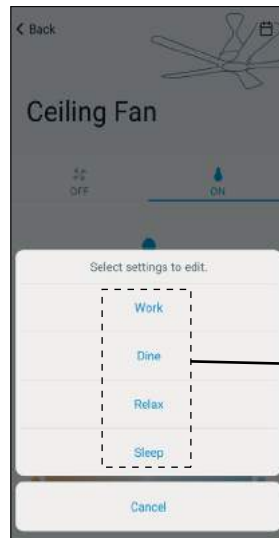 Back
Ceiling Fan
OFF
ON
Select settings to edit.
Work
Dine
Relax
Sleep
Cancel